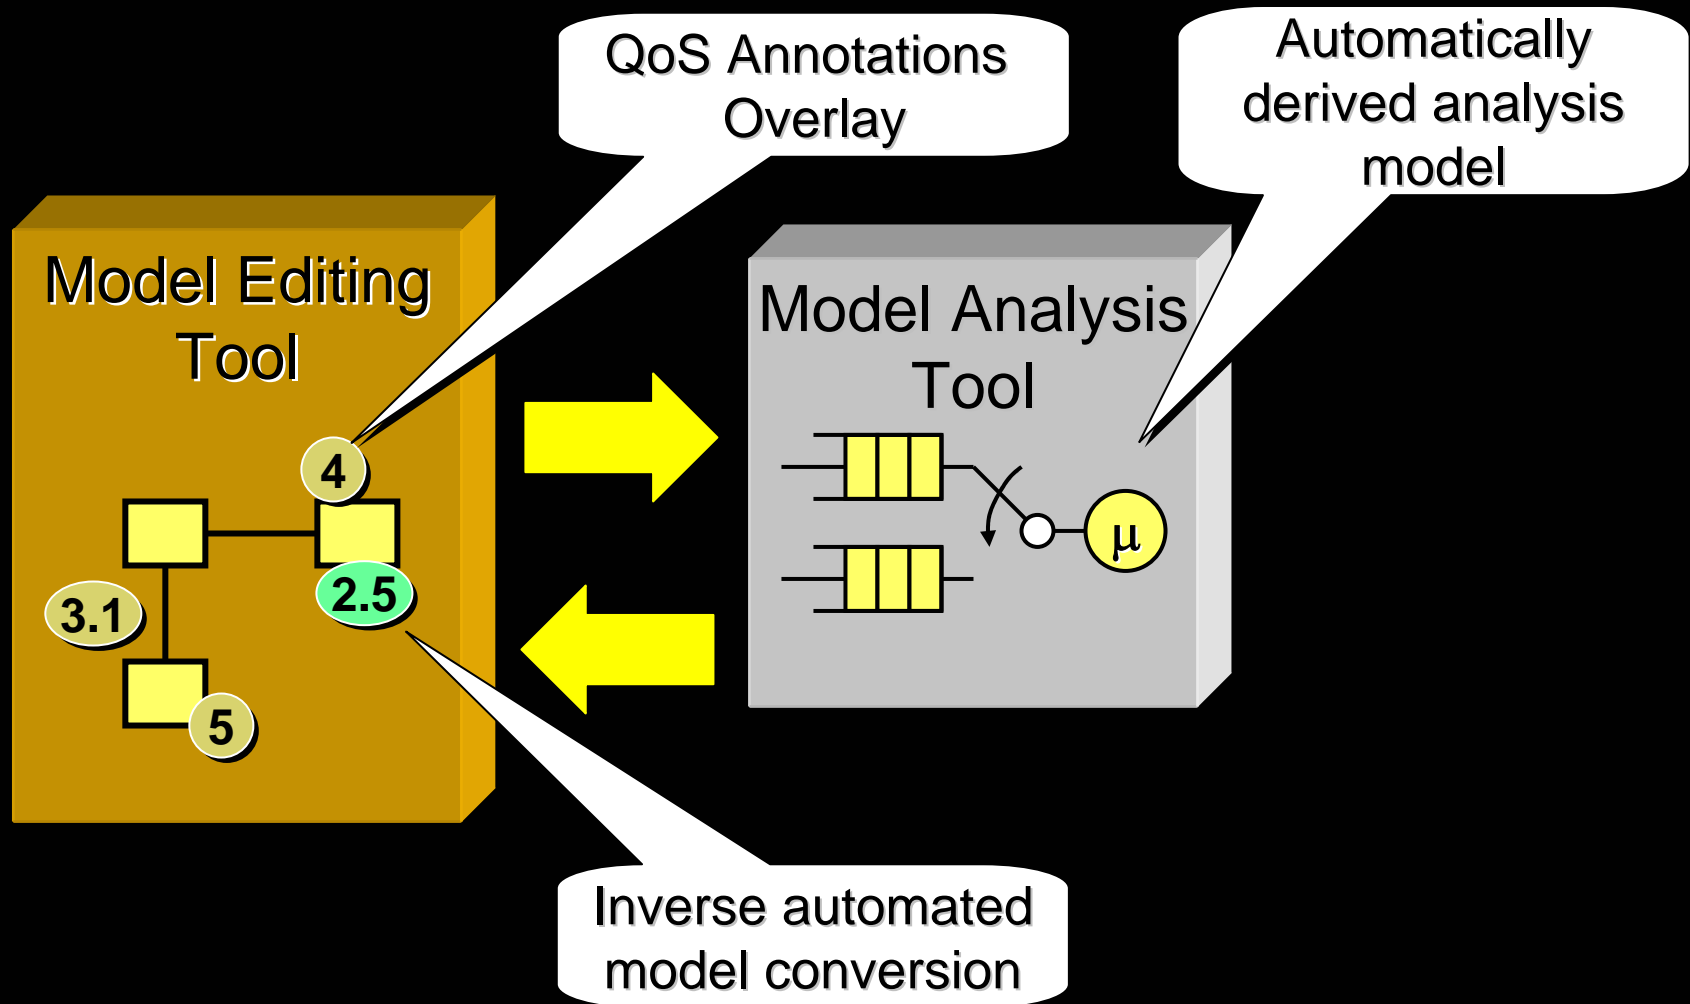 QoS Annotations
Overlay
Automatically
derived analysis
model
Model Editing
Tool
Model Analysis
Tool
4
2.5
3.1
5
μ
Inverse automated
model conversion